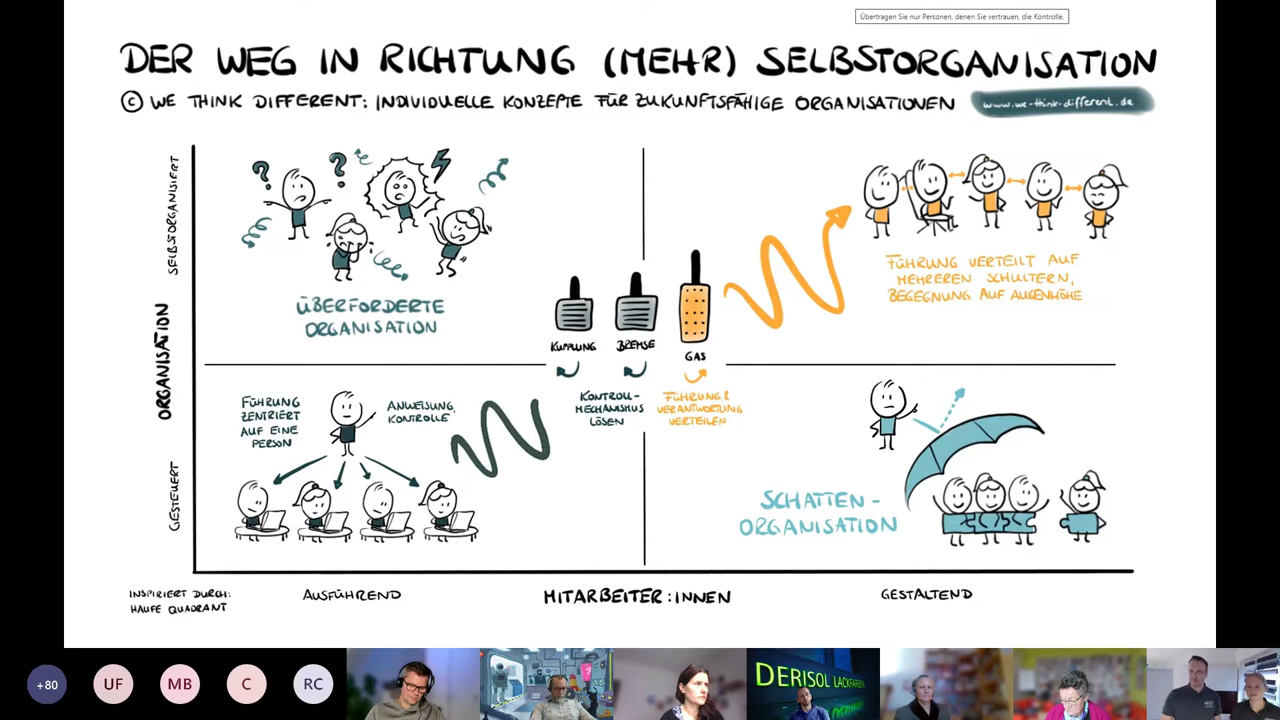 Übertragen Sie nur Personen, denen Sie vertrauen, die Kontrolle.
DER WEG IN RICHTUNG (MEHR) SELBSTORGANISATION
© WE THINK DIFFERENT: INDIVIDUELLE KONZEPTE FÜR ZUKUNFTSFÄHIGE ORGANISATIONEN
www.we-think-different.de
SELBSTORGANISIERT
ORGANISATION
GESTEUERT
? ?
ÜBERFORDERTE
ORGANISATION
FÜHRUNG VERTEILT AUF
MEHREREN SCHULTERN,
BEGEGNUNG AUF AUGENHÖHE
KUPPLUNG
BREMSE
GAS
KONTROLL-
MECHANISMUS
LÖSEN
FÜHRUNG &
VERANTWORTUNG
VERTEILEN
FÜHRUNG
ZENTRIERT
AUF EINE
PERSON
ANWEISUNG,
KONTROLLE
SCHATTEN-
ORGANISATION
INSPIRIERT DURCH:
HAUFE QUADRANT
AUSFÜHREND
MITARBEITER:INNEN
GESTALTEND
+80
UF
MB
C
RC
DERISOL LACKFARBEN